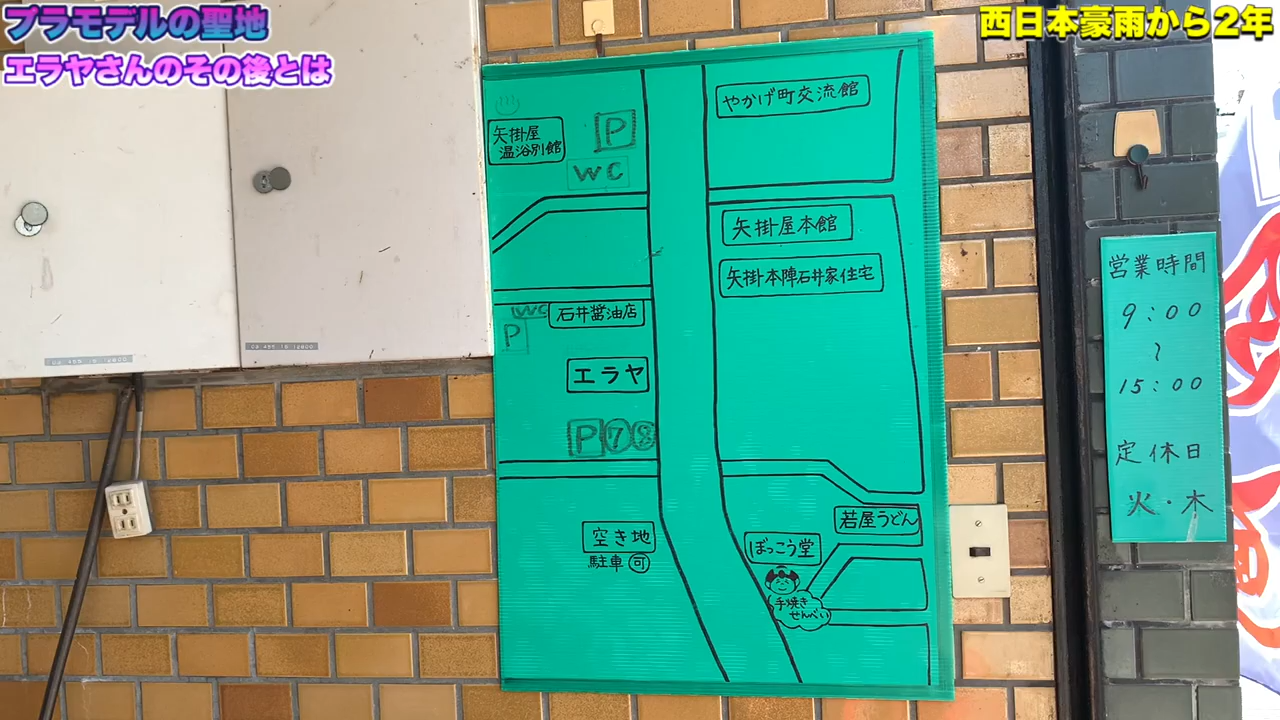 プラモデルの聖地
エラヤさんのその後とは
西日本豪雨から2年
やかげ町交流館
矢掛屋
温浴別館
P
WC
矢掛屋本館
矢掛本陣石井家住宅
WC
P
石井醤油店
エラヤ
P⑦⑧
空き地
駐車可
若屋うどん
ぼっこう堂
手焼き
せんべい
営業時間
9:00
~
15:00
定休日
火・木